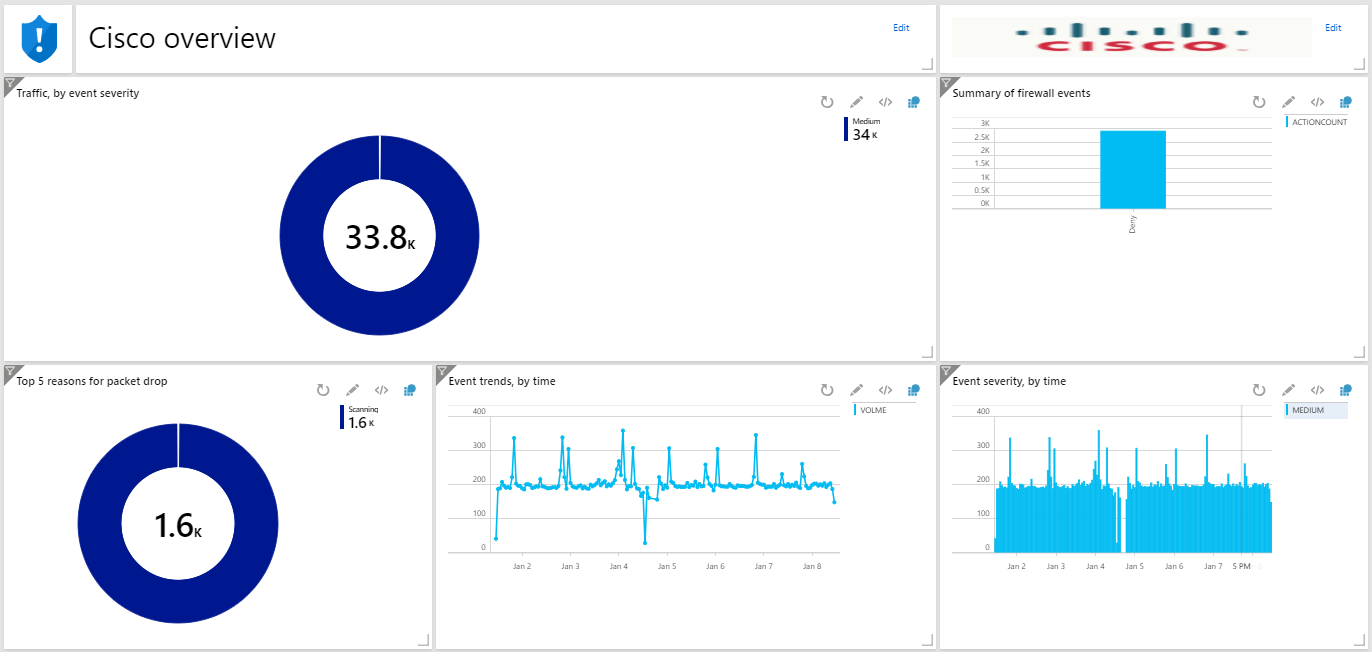 Cisco overview
Edit
CISCO
Edit
Traffic, by event severity
Medium
34 K
33.8K
Summary of firewall events
ACTIONCOUNT
3K
2.5K
2K
1.5K
1K
0.5K
0K
Deny
Top 5 reasons for packet drop
Scanning
1.6 K
1.6K
Event trends, by time
VOLME
400
300
200
100
0
Jan 2 Jan 3 Jan 4 Jan 5 Jan 6 Jan 7 Jan 8
Event severity, by time
MEDIUM
400
300
200
100
0
Jan 2 Jan 3 Jan 4 Jan 5 Jan 6 Jan 7 5 PM